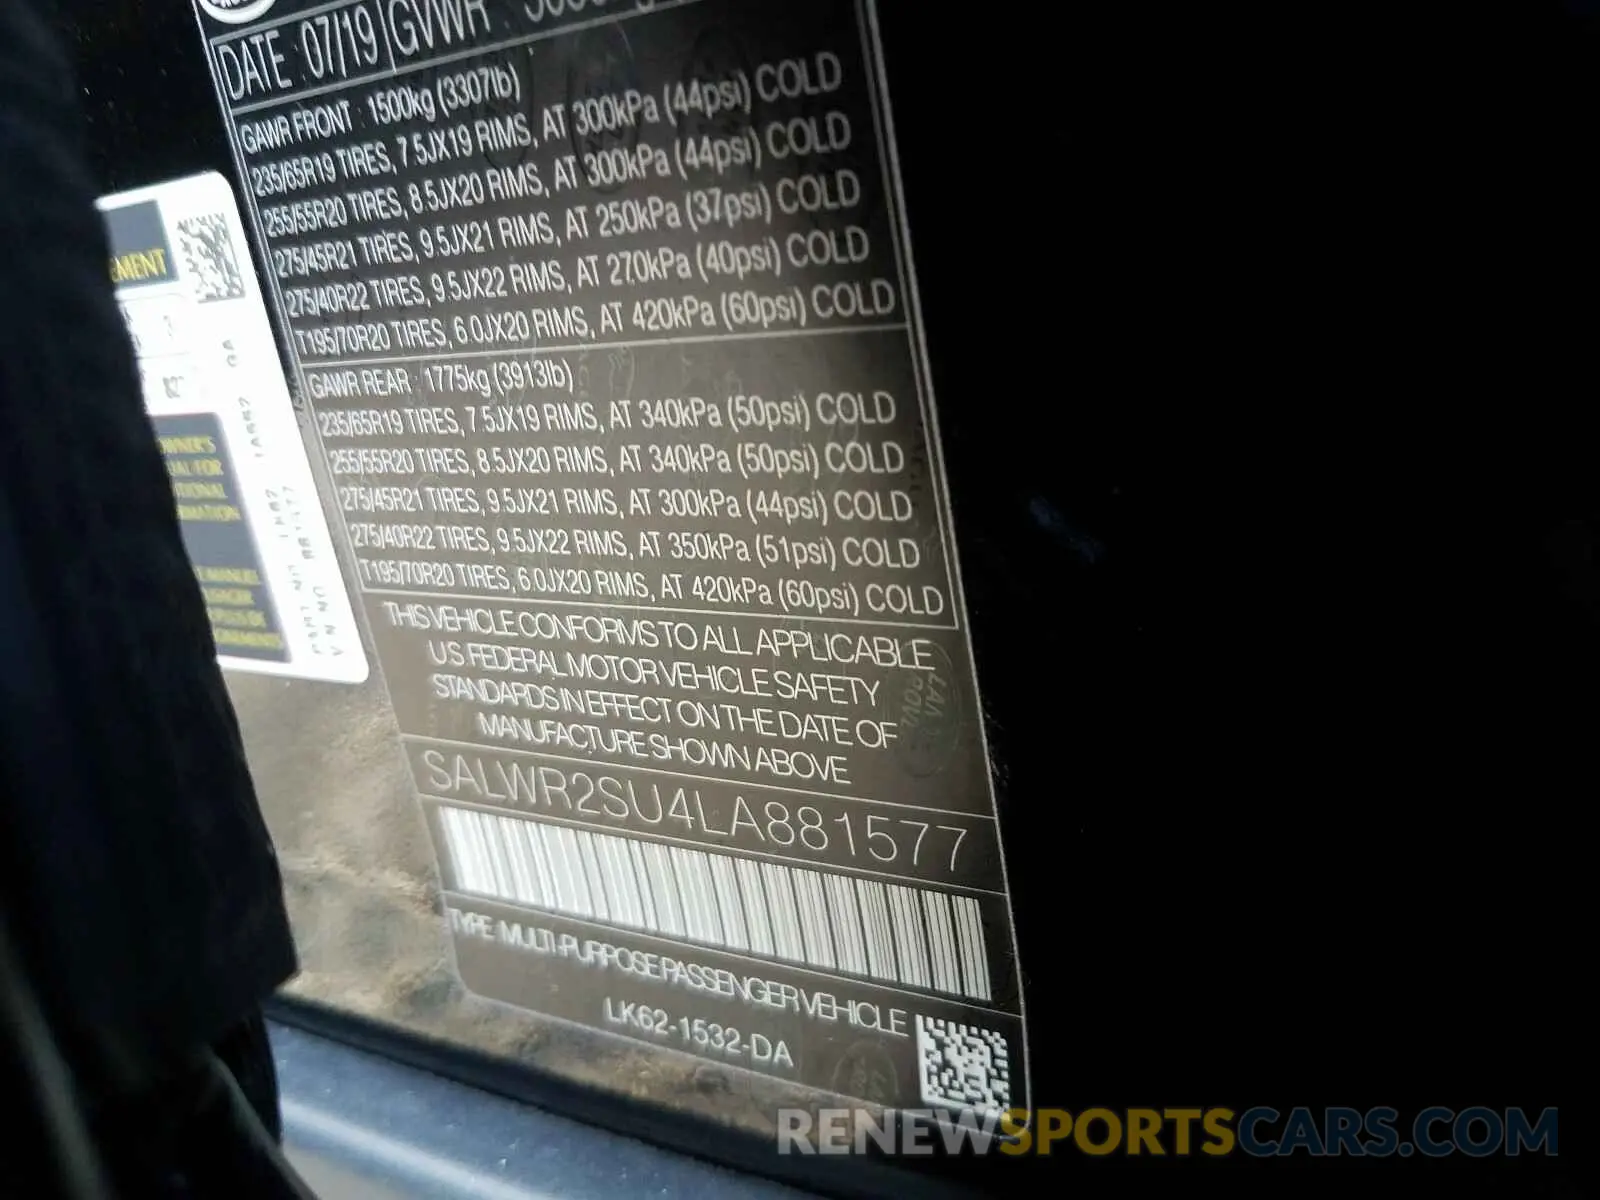 DATE 07/19 GVWR :
GAWR FRONT : 1500kg (3307lb)
235/65R19 TIRES, 7.5JX19 RIMS, AT 300kPa (44psi) COLD
255/55R20 TIRES, 8.5JX20 RIMS, AT 300kPa (44psi) COLD
275/45R21 TIRES, 9.5JX21 RIMS, AT 250kPa (37psi) COLD
275/40R22 TIRES, 9.5JX22 RIMS, AT 270kPa (40psi) COLD
T195/70R20 TIRES, 6.0JX20 RIMS, AT 420kPa (60psi) COLD
GAWR REAR : 1775kg (3913lb)
235/65R19 TIRES, 7.5JX19 RIMS, AT 340kPa (50psi) COLD
255/55R20 TIRES, 8.5JX20 RIMS, AT 340kPa (50psi) COLD
275/45R21 TIRES, 9.5JX21 RIMS, AT 300kPa (44psi) COLD
275/40R22 TIRES, 9.5JX22 RIMS, AT 350kPa (51psi) COLD
T195/70R20 TIRES, 6.0JX20 RIMS, AT 420kPa (60psi) COLD
THIS VEHICLE CONFORMS TO ALL APPLICABLE
U.S. FEDERAL MOTOR VEHICLE SAFETY
STANDARDS IN EFFECT ON THE DATE OF
MANUFACTURE SHOWN ABOVE
SALWR2SU4LA881577
TYPE MULTI-PURPOSE PASSENGER VEHICLE
LK62-1532-DA
EMENT
OWNER'S
UAL FOR
TIONAL
RMATION
MANUEL
RENEWSPORTSCARS.COM